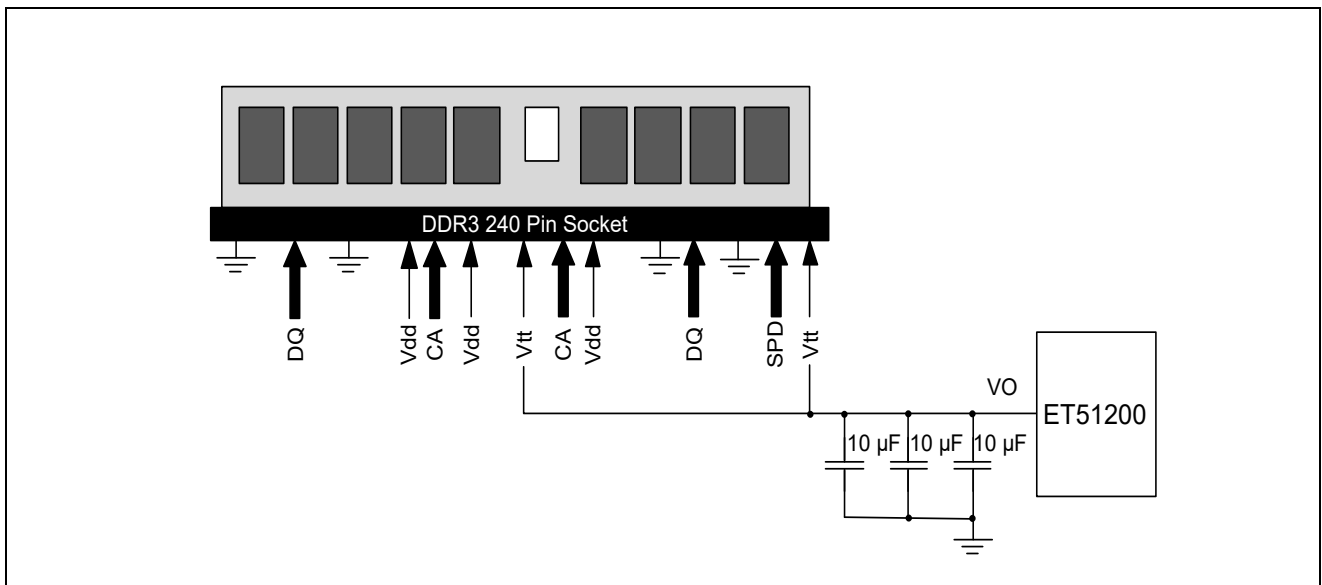 DDR3 240 Pin Socket
DQ
Vdd
CA
Vdd
Vtt
CA
Vdd
DQ
SPD
Vtt
VO
ET51200
10 µF
10 µF
10 µF